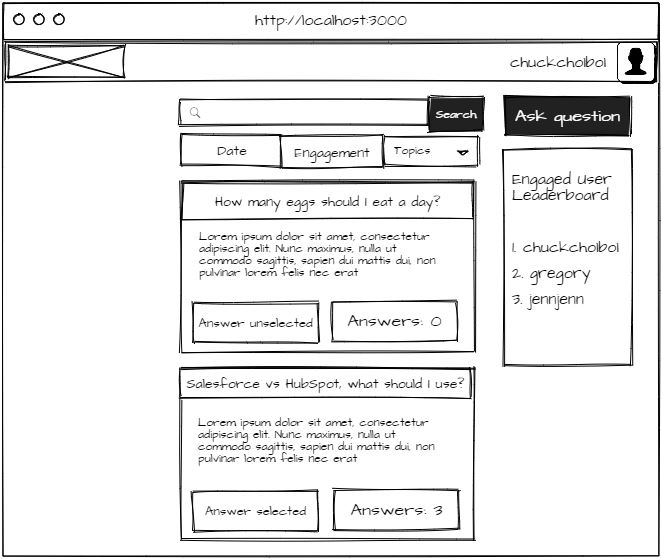 http://localhost:3000
chuckchoiboi
Search
Ask question
Date
Engagement
Topics
How many eggs should I eat a day?
Lorem ipsum dolor sit amet, consectetur
adipiscing elit. Nunc maximus, nulla ut
commodo sagittis, sapien dui mattis dui, non
pulvinar lorem felis nec erat
Answer unselected
Answers: 0
Salesforce vs HubSpot, what should I use?
Lorem ipsum dolor sit amet, consectetur
adipiscing elit. Nunc maximus, nulla ut
commodo sagittis, sapien dui mattis dui, non
pulvinar lorem felis nec erat
Answer selected
Answers: 3
Engaged User
Leaderboard
1. chuckchoiboi
2. gregory
3. jennjenn